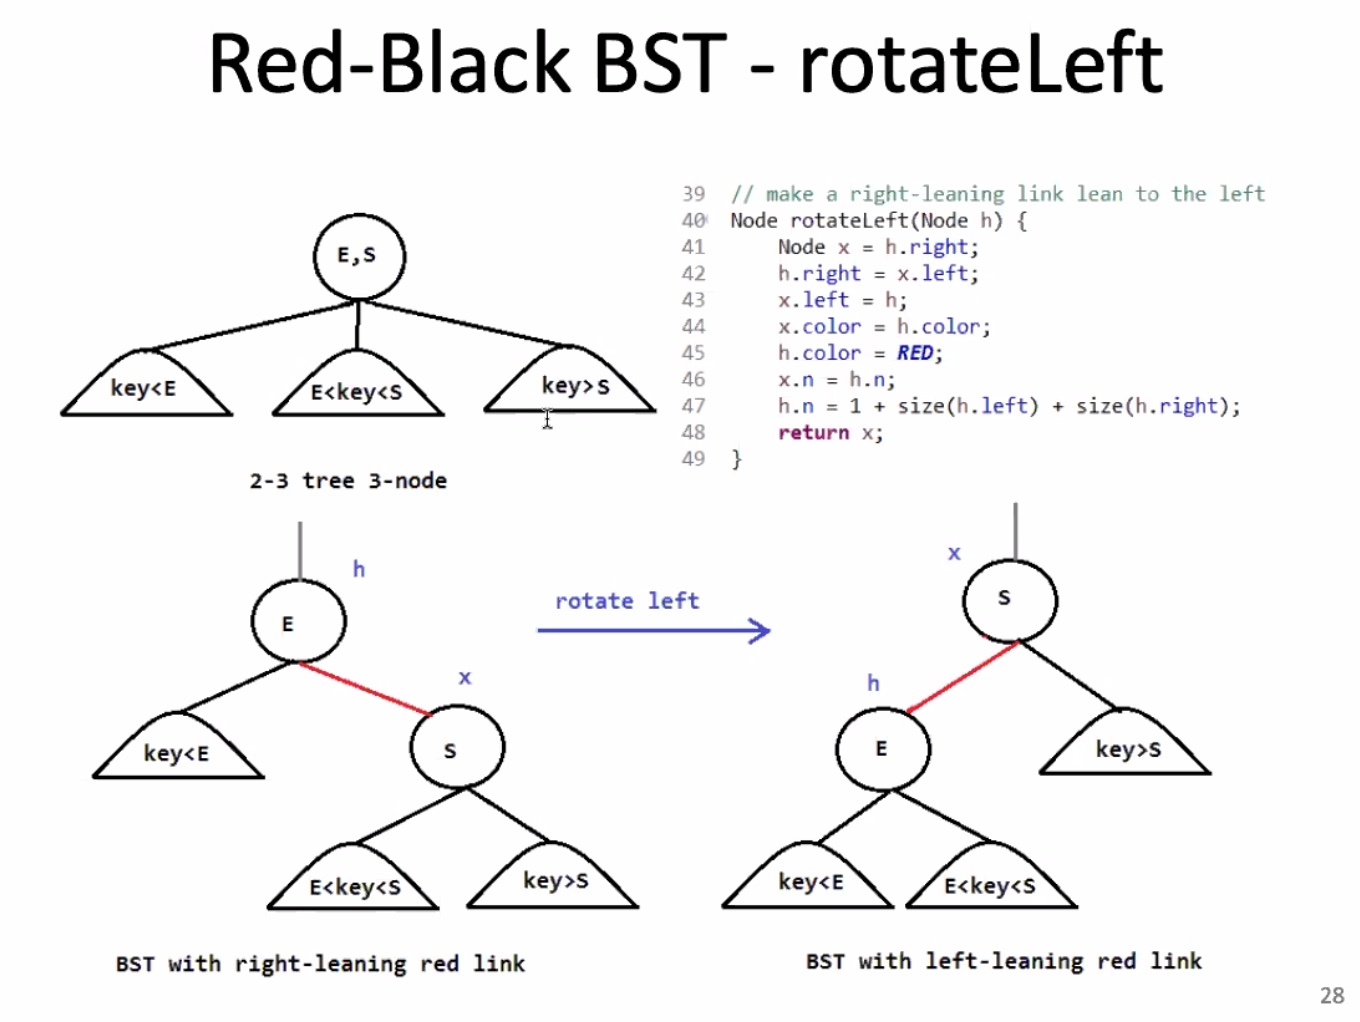 Red-Black BST - rotateLeft
E,S
key<E
E<key<S
key>S
2-3 tree 3-node
39 // make a right-leaning link lean to the left
40 Node rotateLeft(Node h) {
41 Node x = h.right;
42 h.right = x.left;
43 x.left = h;
44 x.color = h.color;
45 h.color = RED;
46 x.n = h.n;
47 h.n = 1 + size(h.left) + size(h.right);
48 return x;
49 }
h
E
x
key<E
S
E<key<S
key>S
BST with right-leaning red link
rotate left
x
S
h
E
key>S
key<E
E<key<S
BST with left-leaning red link
28